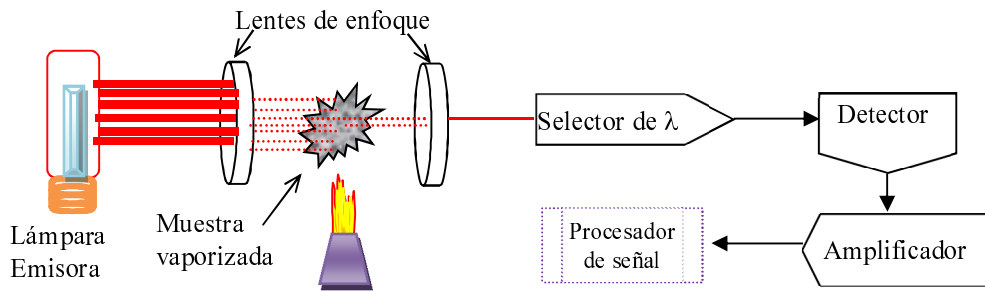 Lentes de enfoque
Selector de λ
Detector
Lámpara
Emisora
Muestra
vaporizada
Procesador
de señal
Amplificador